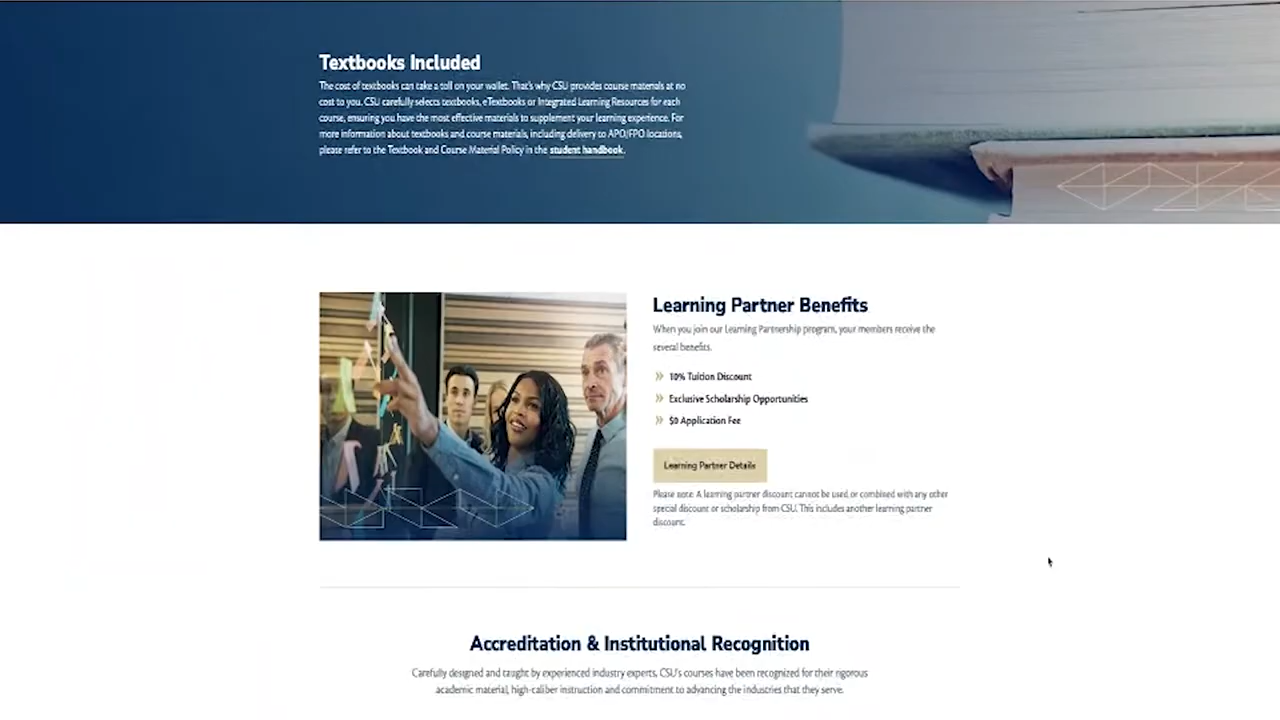 Textbooks Included
The cost of textbooks can take a toll on your wallet. That's why CSU provides course materials at no
cost to you. CSU carefully selects textbooks, eTextbooks or Integrated Learning Resources for each
course, ensuring you have the most effective materials to supplement your learning experience. For
more information about textbooks and course materials, including delivery to APO/FPO locations,
please refer to the Textbook and Course Material Policy in the student handbook.
Learning Partner Benefits
When you join our Learning Partnership program, your members receive the
several benefits.
10% Tuition Discount
Exclusive Scholarship Opportunities
$0 Application Fee
Learning Partner Details
Please note: A learning partner discount cannot be used or combined with any other
special discount or scholarship from CSU. This includes another learning partner
discount.
Accreditation & Institutional Recognition
Carefully designed and taught by experienced industry experts, CSU's courses have been recognized for their rigorous
academic material, high-caliber instruction and commitment to advancing the industries that they serve.